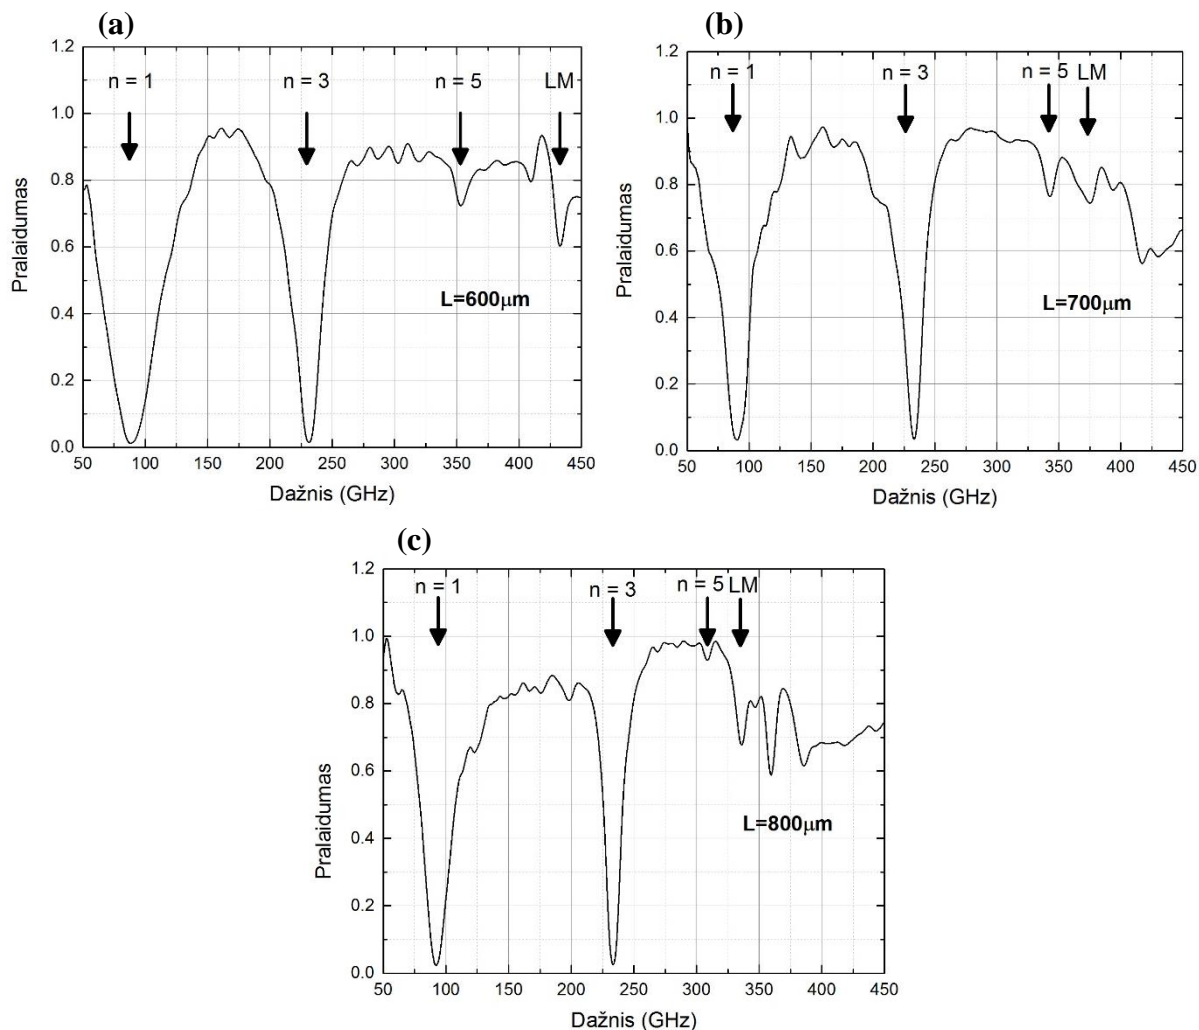 (a)
1.2
1.0
0.8
0.6
0.4
0.2
0.0
Pralaidumas
n = 1
n = 3
n = 5
LM
L=600μm
50 100 150 200 250 300 350 400 450
Dažnis (GHz)
(b)
1.2
1.0
0.8
0.6
0.4
0.2
0.0
Pralaidumas
n = 1
n = 3
n = 5
LM
L=700μm
50 100 150 200 250 300 350 400 450
Dažnis (GHz)
(c)
1.2
1.0
0.8
0.6
0.4
0.2
0.0
Pralaidumas
n = 1
n = 3
n = 5
LM
L=800μm
50 100 150 200 250 300 350 400 450
Dažnis (GHz)